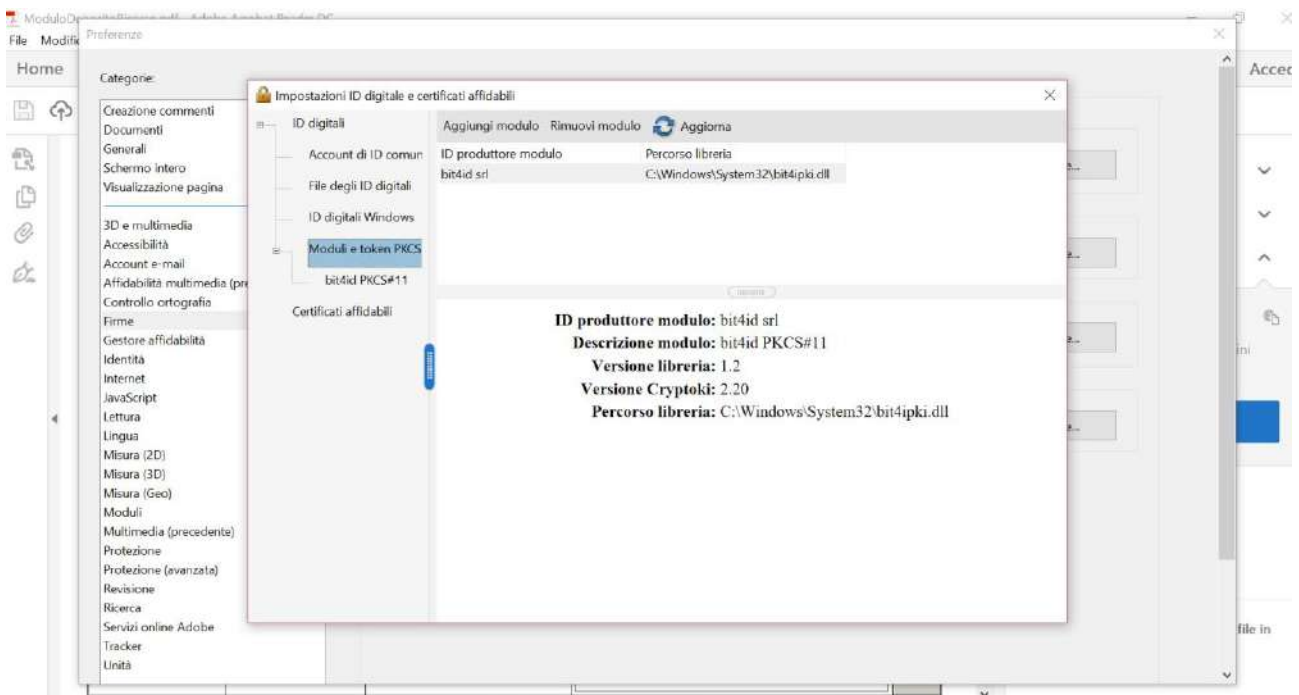 File Modific
Home
Acced
Preferenze
Categorie:
Creazione commenti
Documenti
Generali
Schermo intero
Visualizzazione pagina
3D e multimedia
Accessibilità
Account e-mail
Affidabilità multimedia (pre
Controllo ortografia
Firme
Gestore affidabilità
Identità
Internet
JavaScript
Lettura
Lingua
Misura (2D)
Misura (3D)
Misura (Geo)
Moduli
Multimedia (precedente)
Protezione
Protezione (avanzata)
Revisione
Ricerca
Servizi online Adobe
Tracker
Unità
Impostazioni ID digitale e certificati affidabili
ID digitali
Account di ID comun
File degli ID digitali
ID digitali Windows
Moduli e token PKCS
bit4id PKCS#11
Certificati affidabili
Aggiungi modulo Rimuovi modulo Aggiorna
ID produttore modulo Percorso libreria
bit4id srl C:\Windows\System32\bit4ipki.dll
ID produttore modulo: bit4id srl
Descrizione modulo: bit4id PKCS#11
Versione libreria: 1.2
Versione Cryptoki: 2.20
Percorso libreria: C:\Windows\System32\bit4ipki.dll
file in